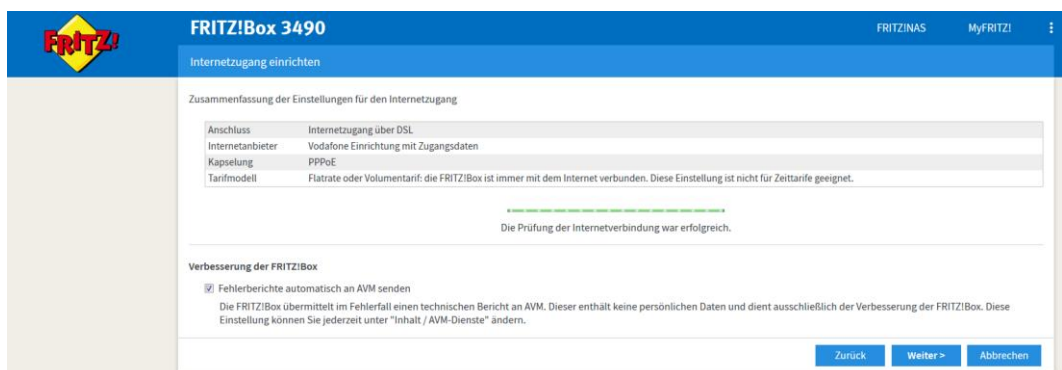 FRITZ!
FRITZ!Box 3490
FRITZ!NAS
MyFRITZ!
Internetzugang einrichten
Zusammenfassung der Einstellungen für den Internetzugang
Anschluss Internetzugang über DSL
Internetanbieter Vodafone Einrichtung mit Zugangsdaten
Kapselung PPPoE
Tarifmodell Flatrate oder Volumentarif: die FRITZ!Box ist immer mit dem Internet verbunden. Diese Einstellung ist nicht für Zeittarife geeignet.
Die Prüfung der Internetverbindung war erfolgreich.
Verbesserung der FRITZ!Box
Fehlerberichte automatisch an AVM senden
Die FRITZ!Box übermittelt im Fehlerfall einen technischen Bericht an AVM. Dieser enthält keine persönlichen Daten und dient ausschließlich der Verbesserung der FRITZ!Box. Diese
Einstellung können Sie jederzeit unter "Inhalt / AVM-Dienste" ändern.
Zurück
Weiter >
Abbrechen